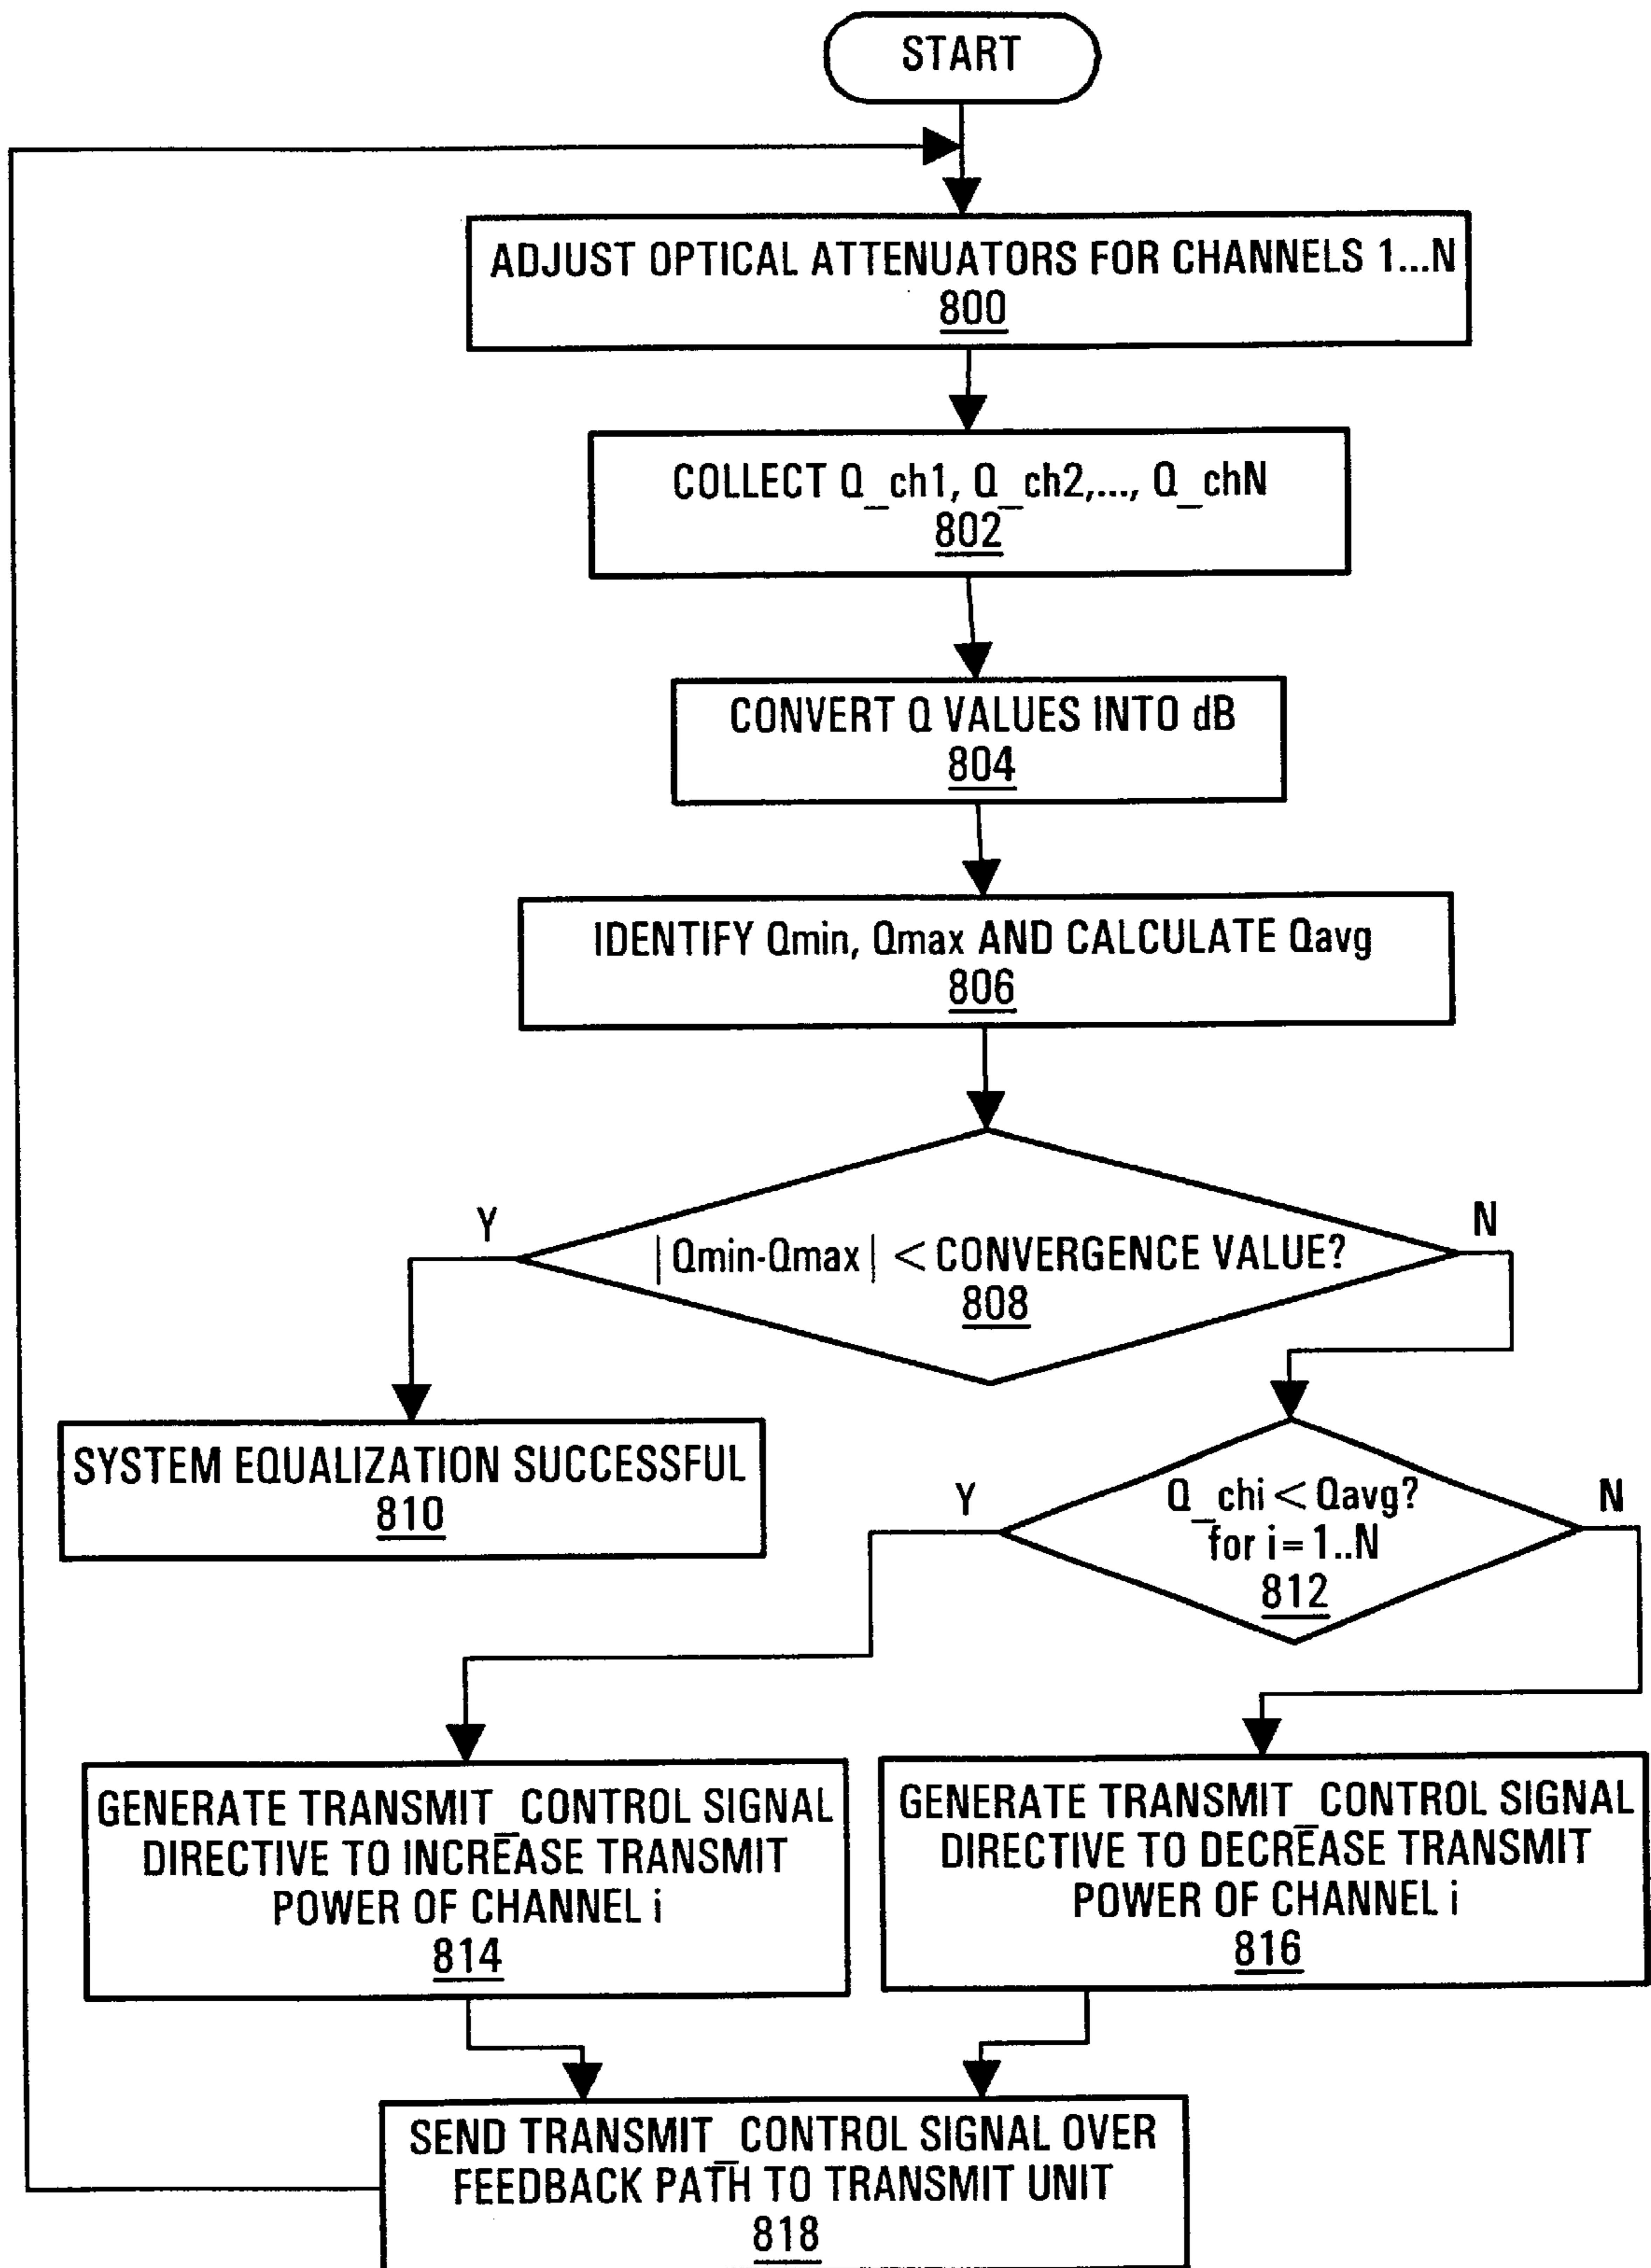 START
ADJUST OPTICAL ATTENUATORS FOR CHANNELS 1...N
800
COLLECT Q_ch1, Q_ch2,..., Q_chN
802
CONVERT Q VALUES INTO dB
804
IDENTIFY Qmin, Qmax AND CALCULATE Qavg
806
Y
N
|Qmin-Qmax| < CONVERGENCE VALUE?
808
SYSTEM EQUALIZATION SUCCESSFUL
810
Y
N
Q_chi < Qavg?
for i = 1..N
812
GENERATE TRANSMIT_CONTROL SIGNAL
DIRECTIVE TO INCREASE TRANSMIT
POWER OF CHANNEL i
814
GENERATE TRANSMIT_CONTROL SIGNAL
DIRECTIVE TO DECREASE TRANSMIT
POWER OF CHANNEL i
816
SEND TRANSMIT_CONTROL SIGNAL OVER
FEEDBACK PATH TO TRANSMIT UNIT
818